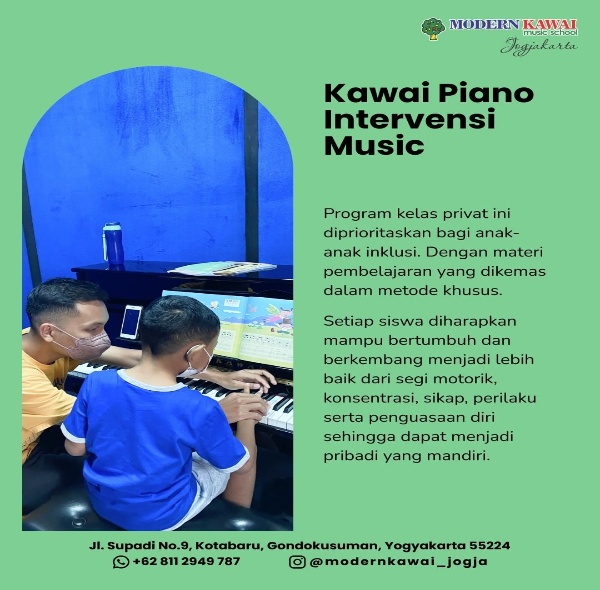 MODERN KAWAI
music school
Jogjakarta
Kawai Piano
Intervensi
Music
Program kelas privat ini
diprioritaskan bagi anak-
anak inklusi. Dengan materi
pembelajaran yang dikemas
dalam metode khusus.
Setiap siswa diharapkan
mampu bertumbuh dan
berkembang menjadi lebih
baik dari segi motorik,
konsentrasi, sikap, perilaku
serta penguasaan diri
sehingga dapat menjadi
pribadi yang mandiri.
Jl. Supadi No.9, Kotabaru, Gondokusuman, Yogyakarta 55224
+62 811 2949 787 @modernkawai_jogja